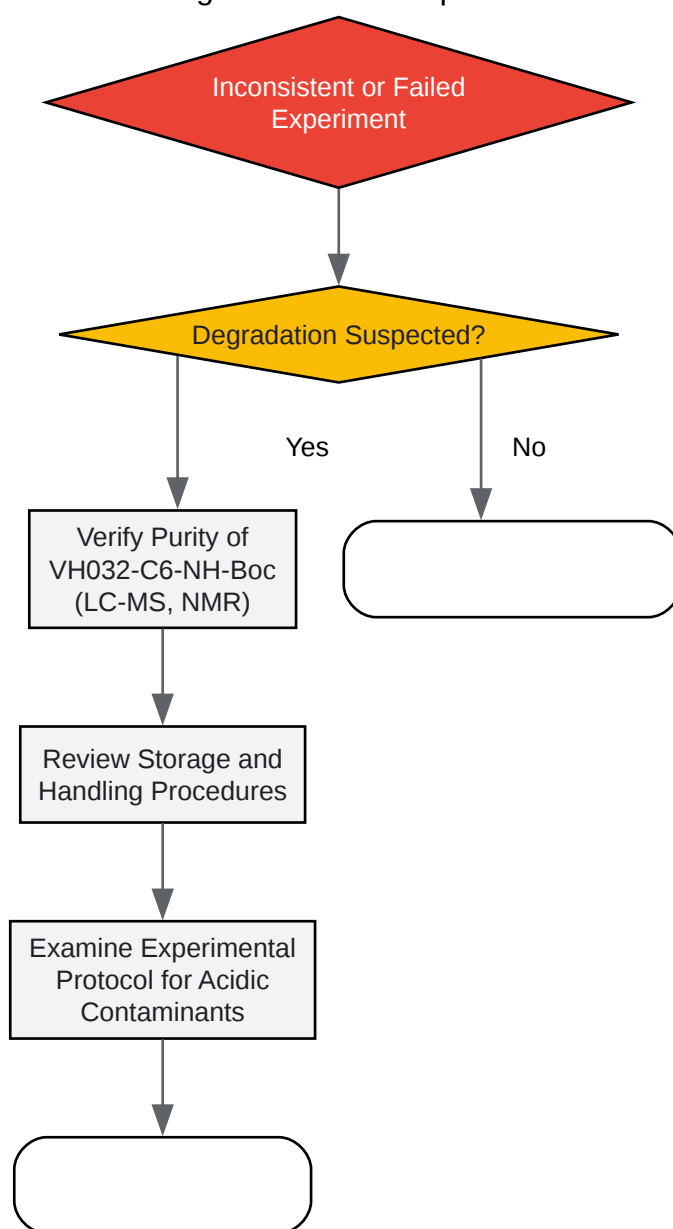 Inconsistent or Failed
Experiment
Degradation Suspected?
Yes
No
Verify Purity of
VH032-C6-NH-Boc
(LC-MS, NMR)
Review Storage and
Handling Procedures
Examine Experimental
Protocol for Acidic
Contaminants